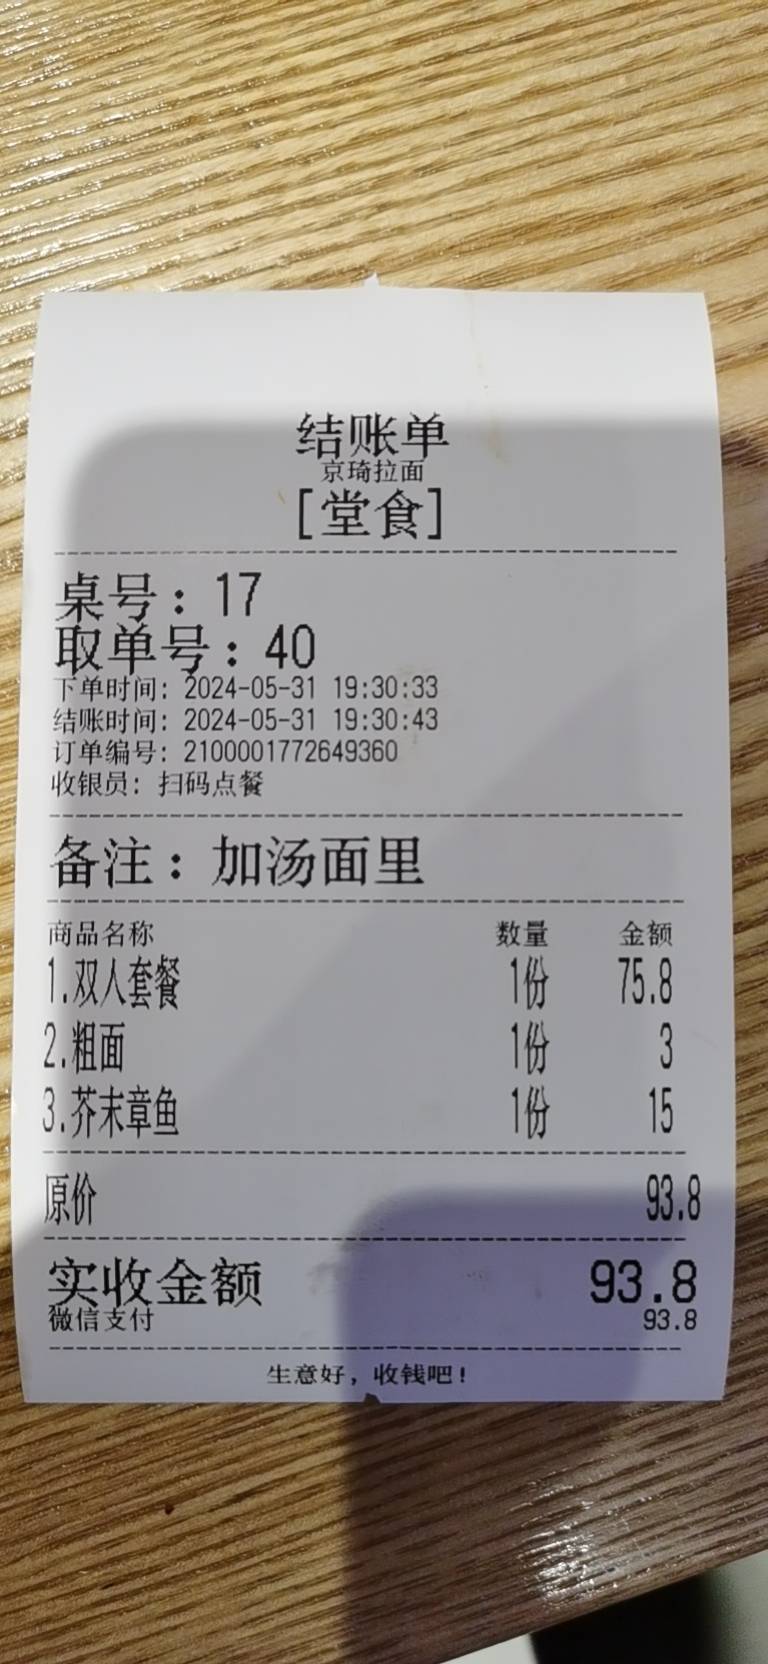 结账单
京琦拉面
[堂食]
桌号：17
取单号：40
下单时间：2024-05-31 19:30:33
结账时间：2024-05-31 19:30:43
订单编号：2100001772649360
收银员：扫码点餐
备注：加汤面里
商品名称 数量 金额
1.双人套餐 1份 75.8
2.粗面 1份 3
3.芥末章鱼 1份 15
原价 93.8
实收金额 93.8
微信支付 93.8
生意好，收钱吧！